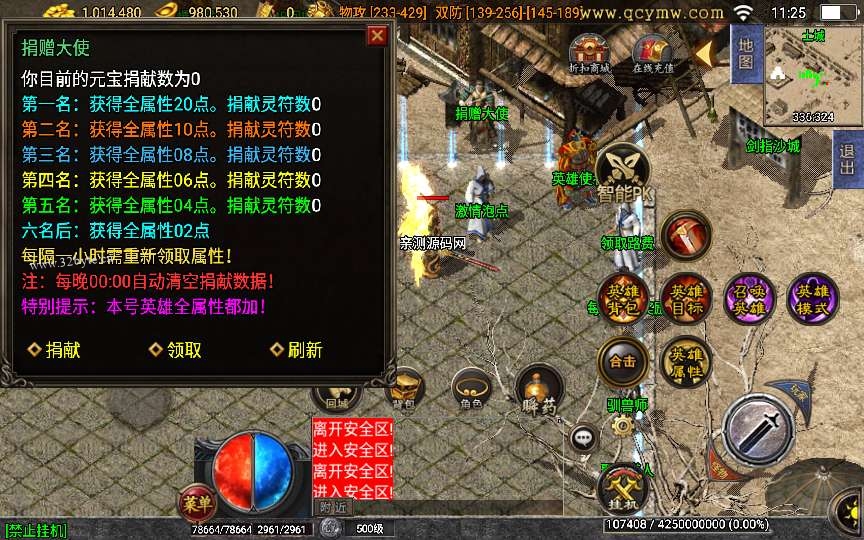 1,014,480
980,530
0
物攻 [233-429] 双防 [139-256]-[145-189]
www.qcymw.com
11:25
捐赠大使
你目前的元宝捐献数为0
第一名：获得全属性20点。捐献灵符数0
第二名：获得全属性10点。捐献灵符数0
第三名：获得全属性08点。捐献灵符数0
第四名：获得全属性06点。捐献灵符数0
第五名：获得全属性04点。捐献灵符数0
六名后：获得全属性02点
每隔一小时需重新领取属性！
注：每晚00:00自动清空捐献数据！
特别提示：本号英雄全属性都加！
捐献
领取
刷新
折扣商城
在线充值
地图
土城
336:324
捐赠大使
剑指沙城
退出
英雄使
智能PK
激情泡点
亲测源码网
领取路费
英雄背包
英雄目标
召唤英雄
英雄模式
合击
英雄属性
回城
背包
角色
瞬药
驯兽师
玩家
怪物
离开安全区!
进入安全区!
离开安全区!
进入安全区!
附近
菜单
挂机
78664/78664 2961/2961
500级
107408 / 4250000000 (0.00%)
[禁止挂机]